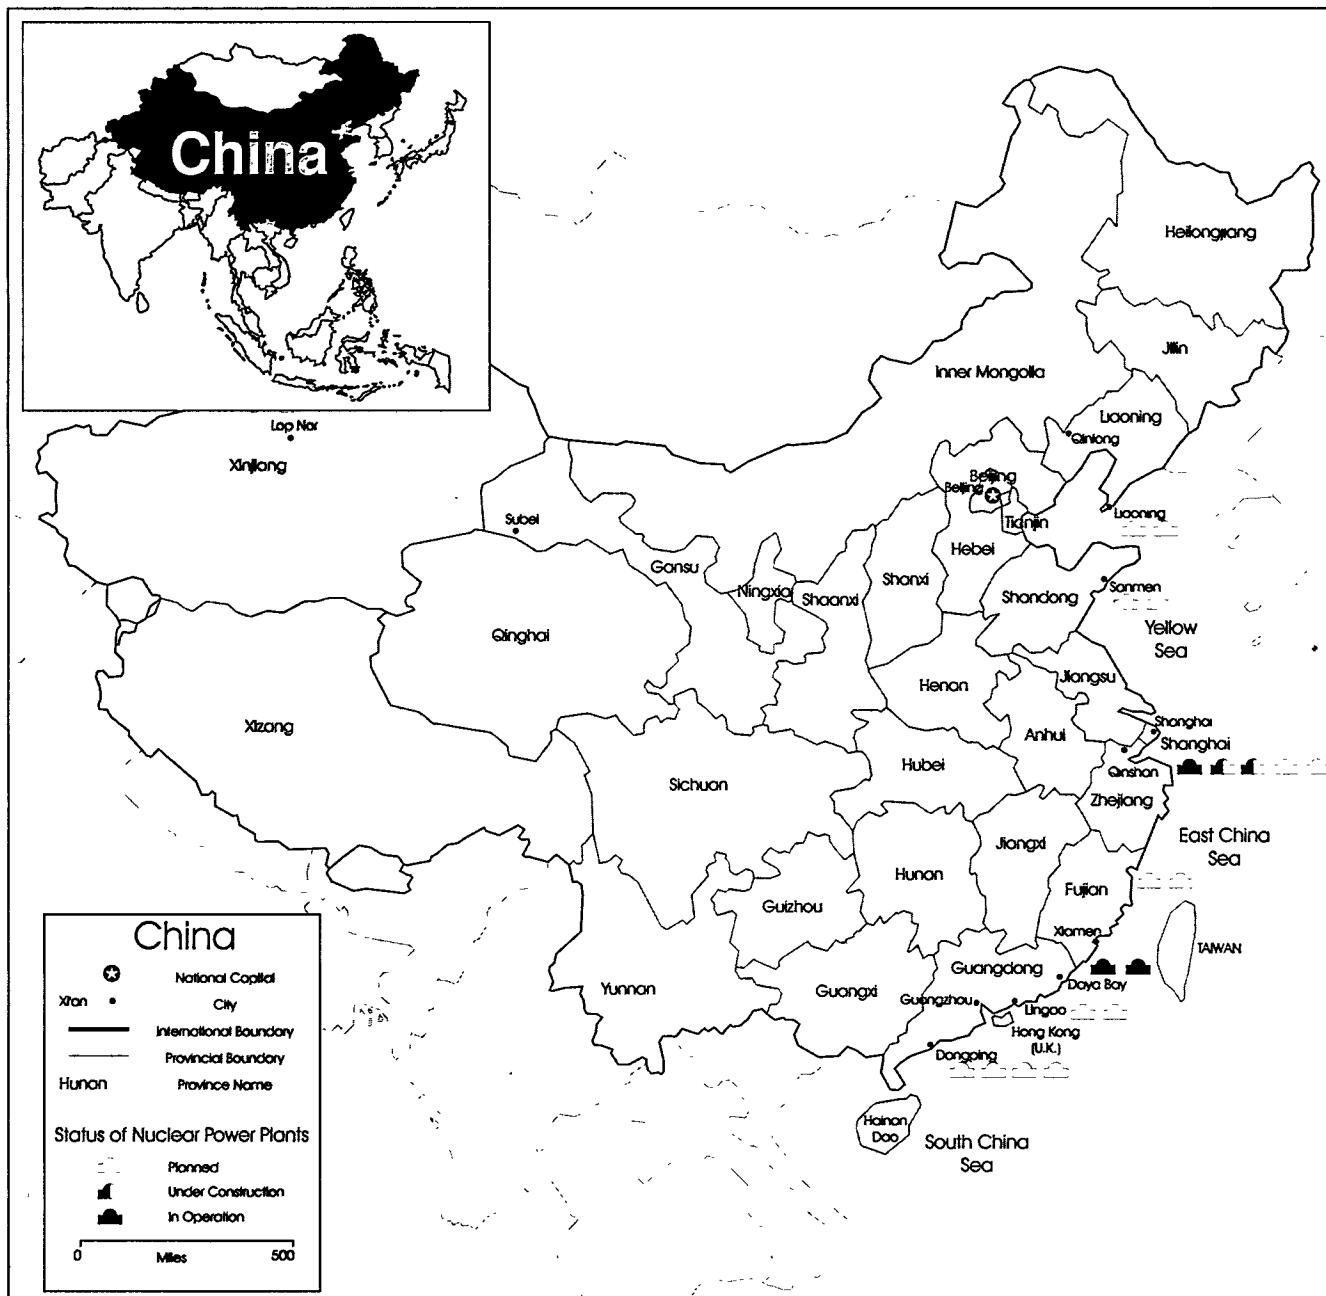 China
Heilongjiang
Jilin
Inner Mongolia
Liaoning
Lop Nor
Xinjiang
Qinlong
Beijing
Beijing
Subei
Tianjin
Liaoning
Hebei
Gansu
Shanxi
Ningxia
Shaanxi
Shandong
Sanmen
Qinghai
Yellow
Sea
Henan
Jiangsu
Xizang
Shanghai
Anhui
Shanghai
Hubei
Qinshan
Sichuan
Zhejiang
East China
Sea
Jiangxi
Hunan
Fujian
Guizhou
Xiamen
TAIWAN
Guangdong
Daya Bay
Yunnan
Guangxi
Guangzhou
Lingao
Hong Kong
(U.K.)
Dongping
Hainan
Dao
South China
Sea
China
National Capital
Xi'an City
International Boundary
Provincial Boundary
Hunan Province Name
Status of Nuclear Power Plants
Planned
Under Construction
In Operation
0 500
Miles